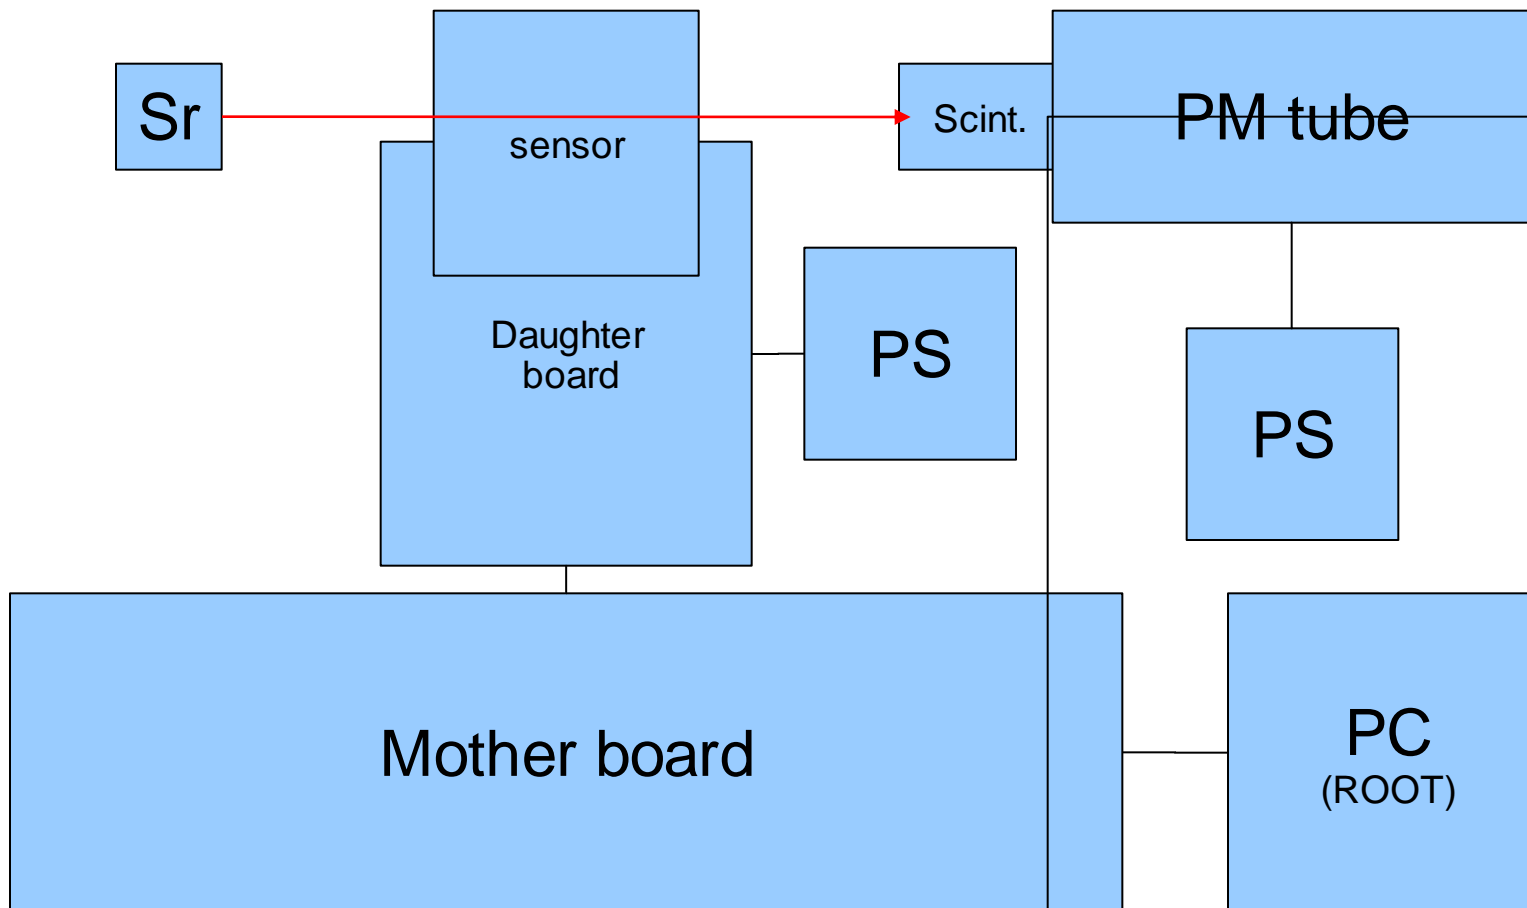 Sr
sensor
Scint.
PM tube
Daughter
board
PS
PS
Mother board
PC
(ROOT)